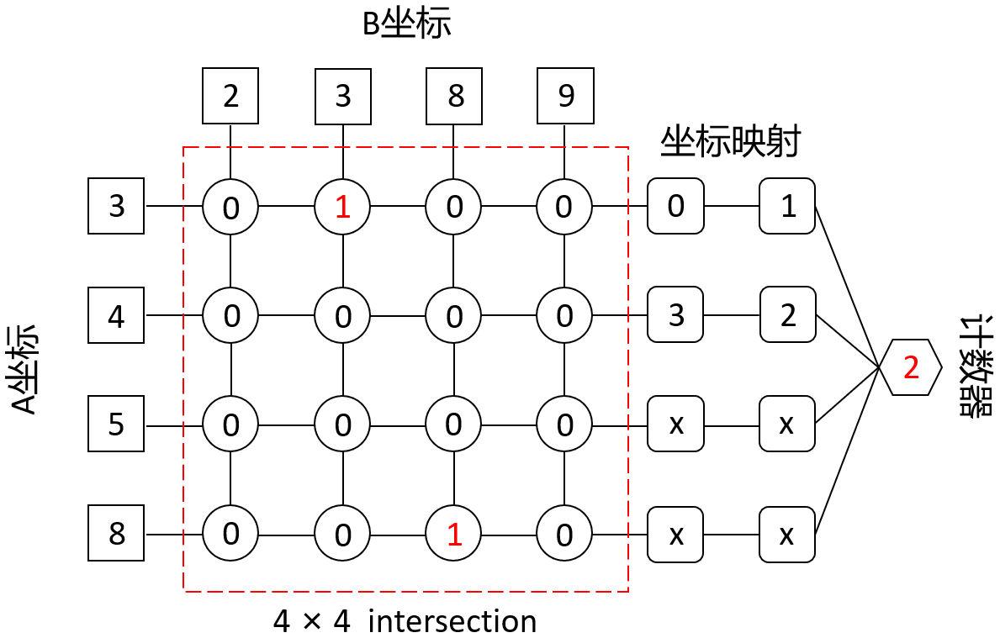 B坐标
2 3 8 9
坐标映射
3 0 1 0 0 0 1
4 0 0 0 0 3 2
A坐标
2
计数器
5 0 0 0 0 x x
8 0 0 1 0 x x
4 × 4 intersection